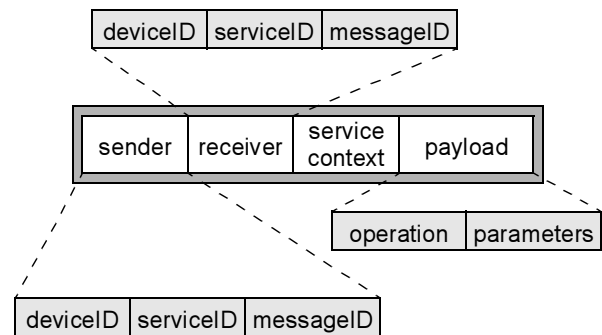 deviceID serviceID messageID
sender receiver service context payload
operation parameters
deviceID serviceID messageID